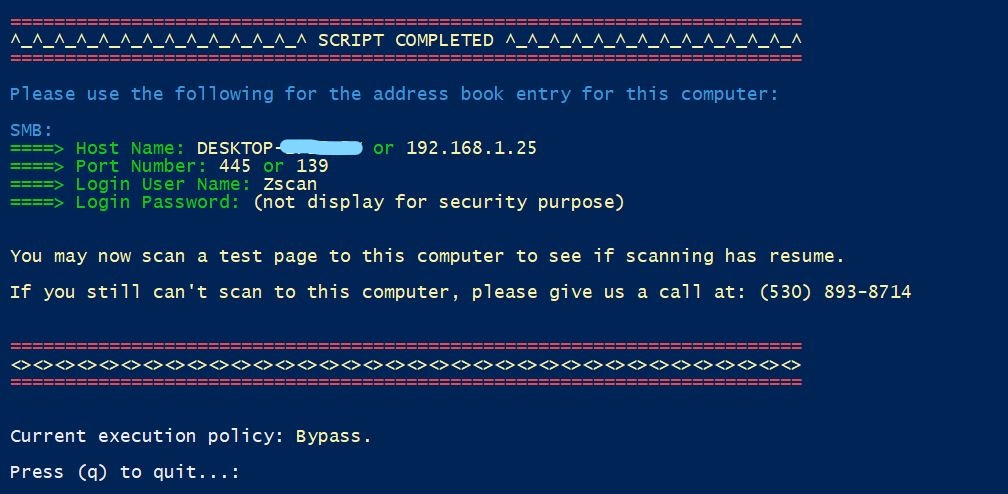 ========================================================================
^_^_^_^_^_^_^_^_^_^_^_^_^_^ SCRIPT COMPLETED ^_^_^_^_^_^_^_^_^_^_^_^_^_^
========================================================================
Please use the following for the address book entry for this computer:
SMB:
====> Host Name: DESKTOP- or 192.168.1.25
====> Port Number: 445 or 139
====> Login User Name: Zscan
====> Login Password: (not display for security purpose)
You may now scan a test page to this computer to see if scanning has resume.
If you still can't scan to this computer, please give us a call at: (530) 893-8714
========================================================================
<><><><><><><><><><><><><><><><><><><><><><><><><><><><><><><><><><><><>
========================================================================
Current execution policy: Bypass.
Press (q) to quit...: